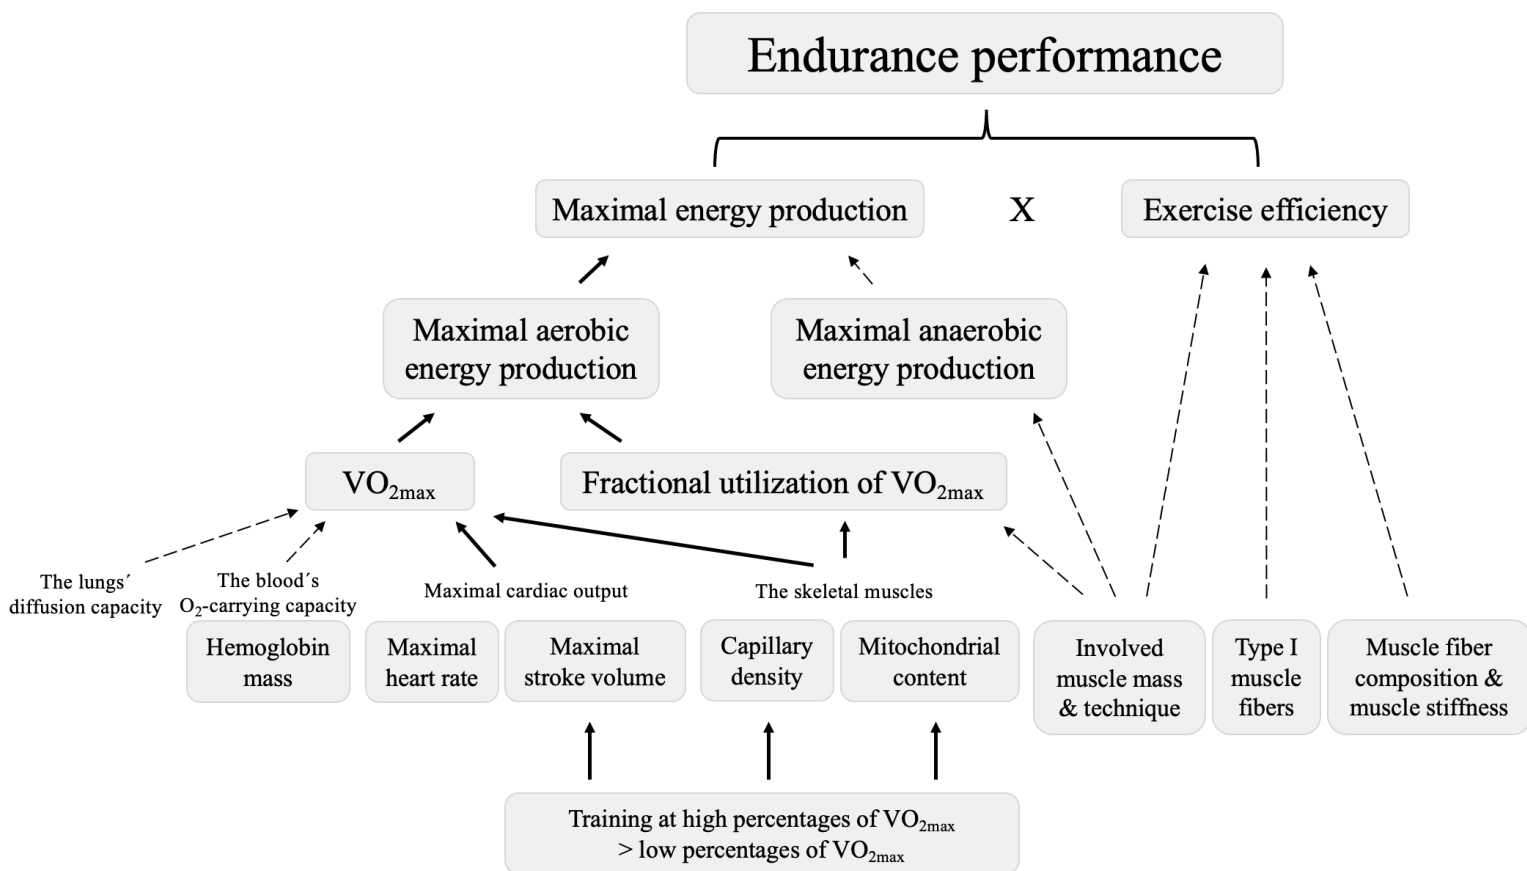 Endurance performance
Maximal energy production
X
Exercise efficiency
Maximal aerobic
energy production
Maximal anaerobic
energy production
VO₂max
Fractional utilization of VO₂max
The lungs´
diffusion capacity
The blood´s
O₂-carrying capacity
Maximal cardiac output
The skeletal muscles
Hemoglobin
mass
Maximal
heart rate
Maximal
stroke volume
Capillary
density
Mitochondrial
content
Involved
muscle mass
& technique
Type I
muscle
fibers
Muscle fiber
composition &
muscle stiffness
Training at high percentages of VO₂max
> low percentages of VO₂max